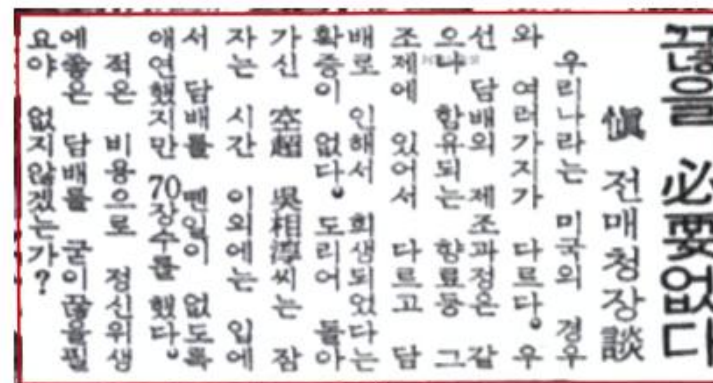 끊을 必要없다
愼 전매청장談
우리나라는 미국의 경우
와 여러가지가 다르다. 우
선 담배의 제조과정은 같
으나 함유되는 향료등 그
조제에 있어서 다르고 담
배로 인해서 희생되었다는
확증이 없다. 도리어 돌아
가신 空超 吳相淳씨는 잠
자는 시간 이외에는 입에
서 담배를 뗀일이 없도록
애연했지만 70장수를 했다.
적은 비용으로 정신위생
에좋은 담배를 굳이끊을필
요야 없지않겠는가?